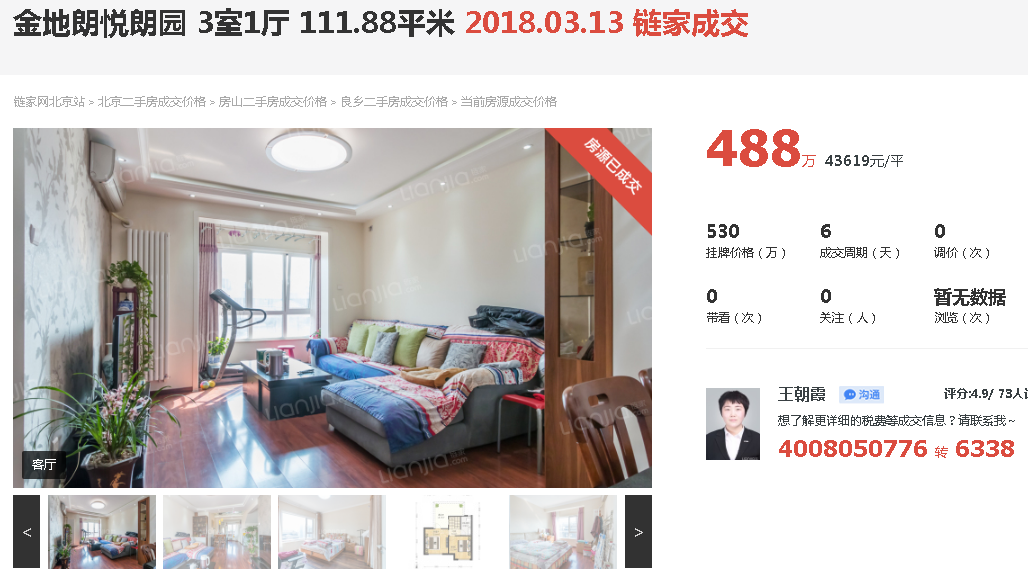 金地朗悦朗园 3室1厅 111.88平米 2018.03.13 链家成交
链家网北京站 > 北京二手房成交价格 > 房山二手房成交价格 > 良乡二手房成交价格 > 当前房源成交价格
房源已成交
客厅
<
>
488万 43619元/平
530 6 0
挂牌价格（万） 成交周期（天） 调价（次）
0 0 暂无数据
带看（次） 关注（人） 浏览（次）
王朝霞 沟通 评分:4.9/ 73人
想了解更详细的税费等成交信息？请联系我~
4008050776 转 6338
Lianjia
Lianjia
Lianjia
Lianjia
Lianjia
Lianjia.com